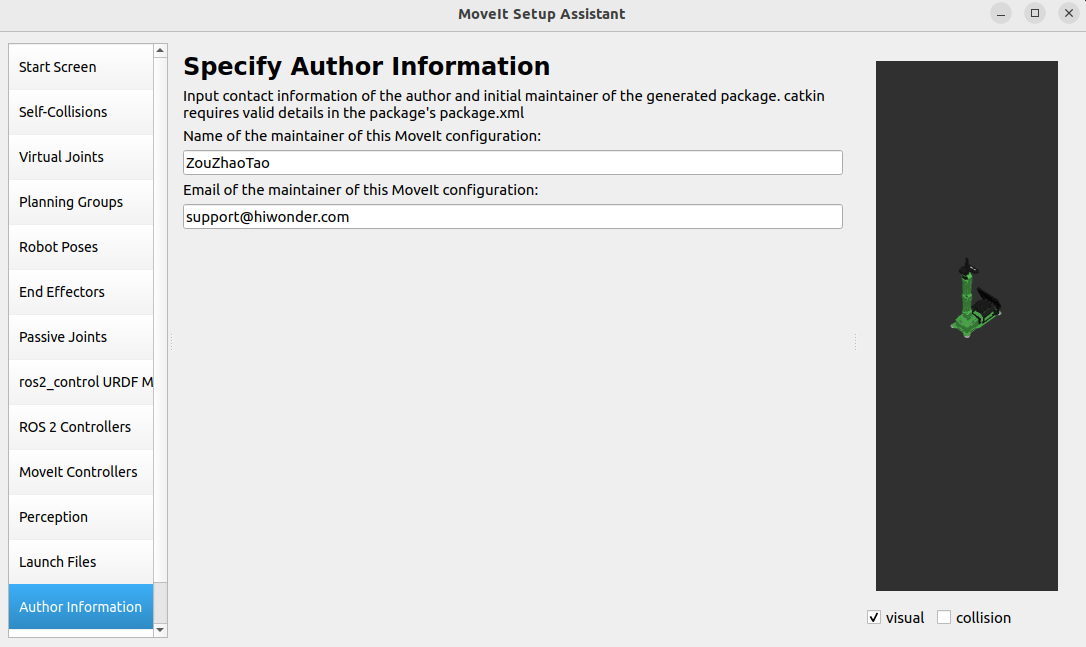 MoveIt Setup Assistant
Start Screen
Self-Collisions
Virtual Joints
Planning Groups
Robot Poses
End Effectors
Passive Joints
ros2_control URDF M
ROS 2 Controllers
MoveIt Controllers
Perception
Launch Files
Author Information
Specify Author Information
Input contact information of the author and initial maintainer of the generated package. catkin
requires valid details in the package's package.xml
Name of the maintainer of this MoveIt configuration:
ZouZhaoTao
Email of the maintainer of this MoveIt configuration:
support@hiwonder.com
visual
collision